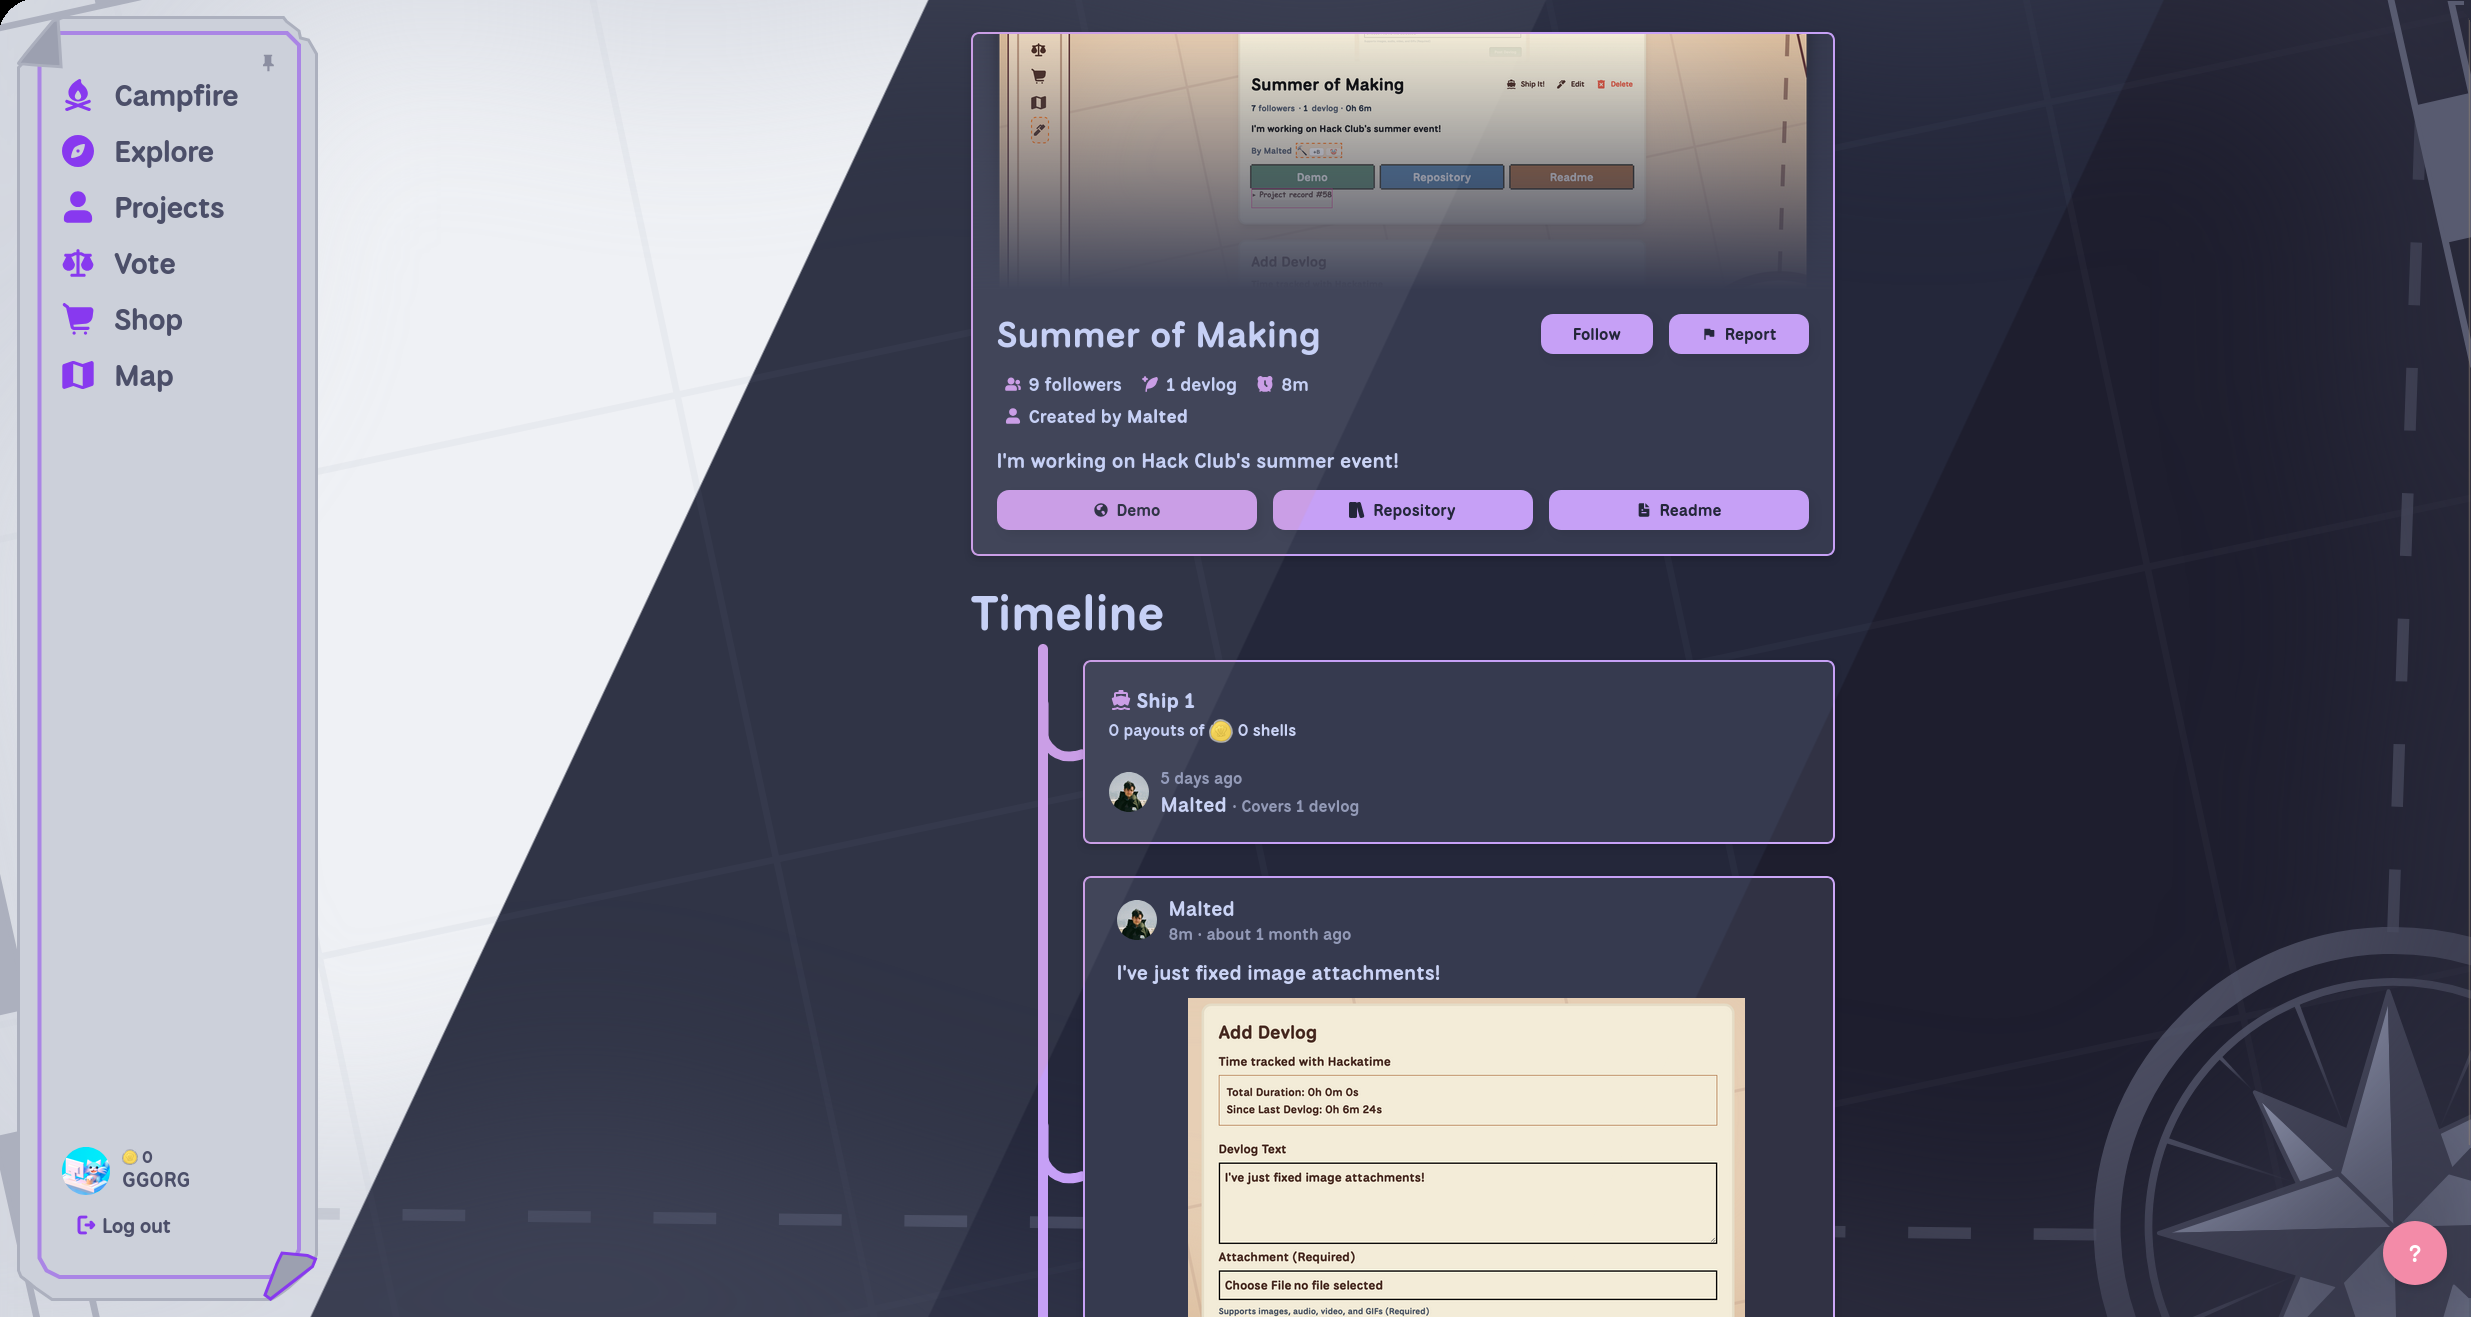 Campfire
Explore
Projects
Vote
Shop
Map
0
GGORG
Log out
Summer of Making
Ship It!
Edit
Delete
7 followers · 1 devlog · 0h 6m
I'm working on Hack Club's summer event!
By Malted
Demo
Repository
Readme
▸ Project record #58
Add Devlog
Summer of Making
Follow
Report
9 followers
1 devlog
8m
Created by Malted
I'm working on Hack Club's summer event!
Demo
Repository
Readme
Timeline
Ship 1
0 payouts of 0 shells
5 days ago
Malted · Covers 1 devlog
Malted
8m · about 1 month ago
I've just fixed image attachments!
Add Devlog
Time tracked with Hackatime
Total Duration: 0h 0m 0s
Since Last Devlog: 0h 6m 24s
Devlog Text
I've just fixed image attachments!
Attachment (Required)
Choose File no file selected
Supports images, audio, video, and GIFs (Required)
?